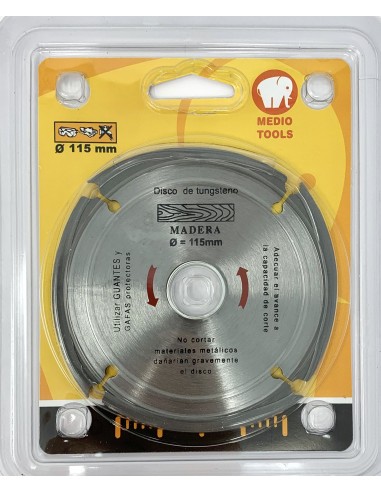 MEDIO
TOOLS
Ø 115 mm
Disco de tungsteno
MADERA
Ø = 115mm
Utilizar GUANTES y
GAFAS protectoras
Adecuar el avance a
la capacidad de corte
No cortar
materiales metálicos
dañarían gravemente
el disco